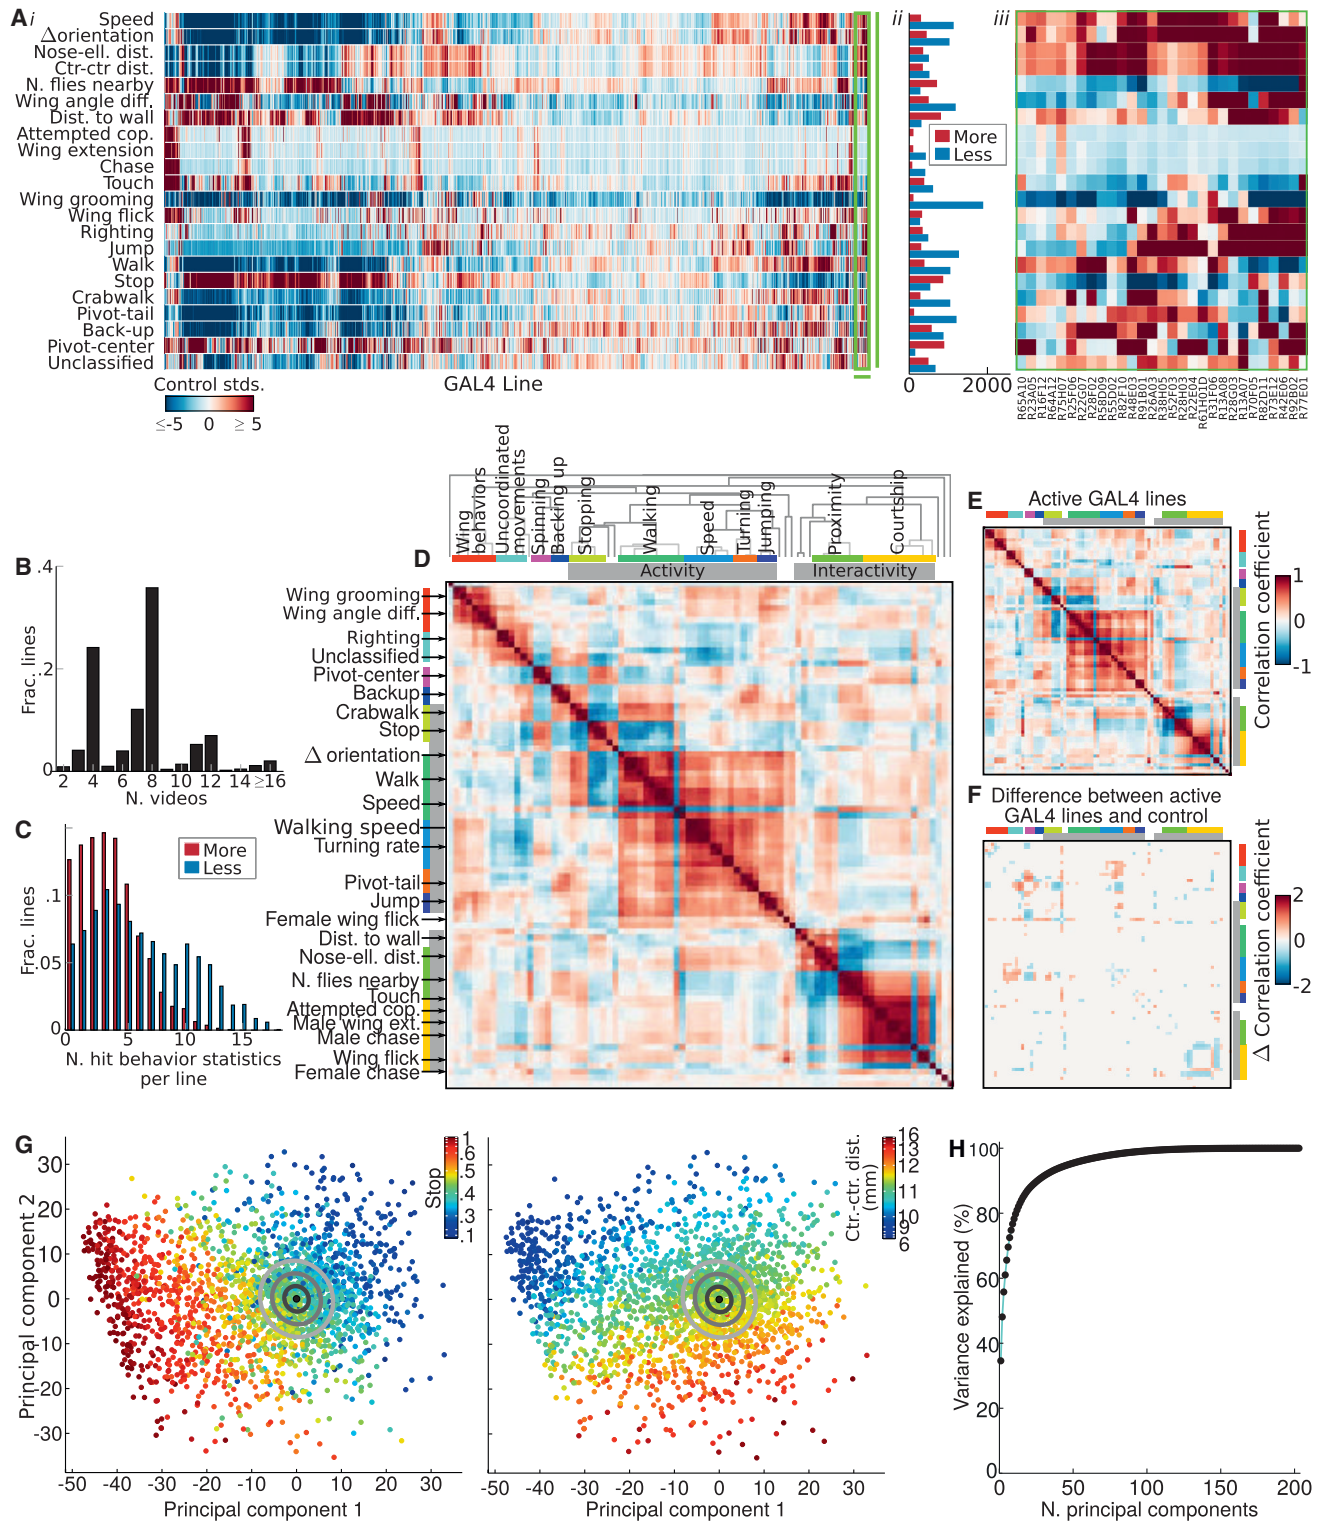 A i
Speed
Δorientation
Nose-ell. dist.
Ctr-ctr dist.
N. flies nearby
Wing angle diff.
Dist. to wall
Attempted cop.
Wing extension
Chase
Touch
Wing grooming
Wing flick
Righting
Jump
Walk
Stop
Crabwalk
Pivot-tail
Back-up
Pivot-center
Unclassified
Control stds.
≤-5 0 ≥ 5
GAL4 Line
ii
More
Less
0 2000
iii
R65A10
R23A05
R16F12
R64A12
R75H07
R25F06
R22G07
R28F02
R58D09
R55D02
R82F10
R48E03
R91B01
R26A03
R38H05
R52F03
R28H03
R22E04
R61H01D
R31F06
R13A08
R28G03
R13A07
R70F05
R82D11
R73E12
R42E06
R92B02
R77E01
B
.4
.2
0
Frac. lines
2 4 6 8 10 12 14 ≥16
N. videos
C
More
Less
.1
.05
0
Frac. lines
0 5 10 15
N. hit behavior statistics
per line
D
Wing
behaviors
Uncoordinated
movements
Spinning
Backing up
Stopping
Walking
Speed
Turning
Jumping
Proximity
Courtship
Activity
Interactivity
Wing grooming
Wing angle diff.
Righting
Unclassified
Pivot-center
Backup
Crabwalk
Stop
Δ orientation
Walk
Speed
Walking speed
Turning rate
Pivot-tail
Jump
Female wing flick
Dist. to wall
Nose-ell. dist.
N. flies nearby
Touch
Attempted cop.
Male wing ext.
Male chase
Wing flick
Female chase
E
Active GAL4 lines
1
0
-1
Correlation coefficient
F
Difference between active
GAL4 lines and control
2
0
-2
Δ Correlation coefficient
G
Principal component 2
30
20
10
0
-10
-20
-30
-50 -40 -30 -20 -10 0 10 20 30
Principal component 1
Stop
1
.6
.5
.4
.3
.1
-50 -40 -30 -20 -10 0 10 20 30
Principal component 1
Ctr.-ctr. dist.
(mm)
16
13
12
11
10
9
6
H
Variance explained (%)
100
80
60
40
20
0
0 50 100 150 200
N. principal components